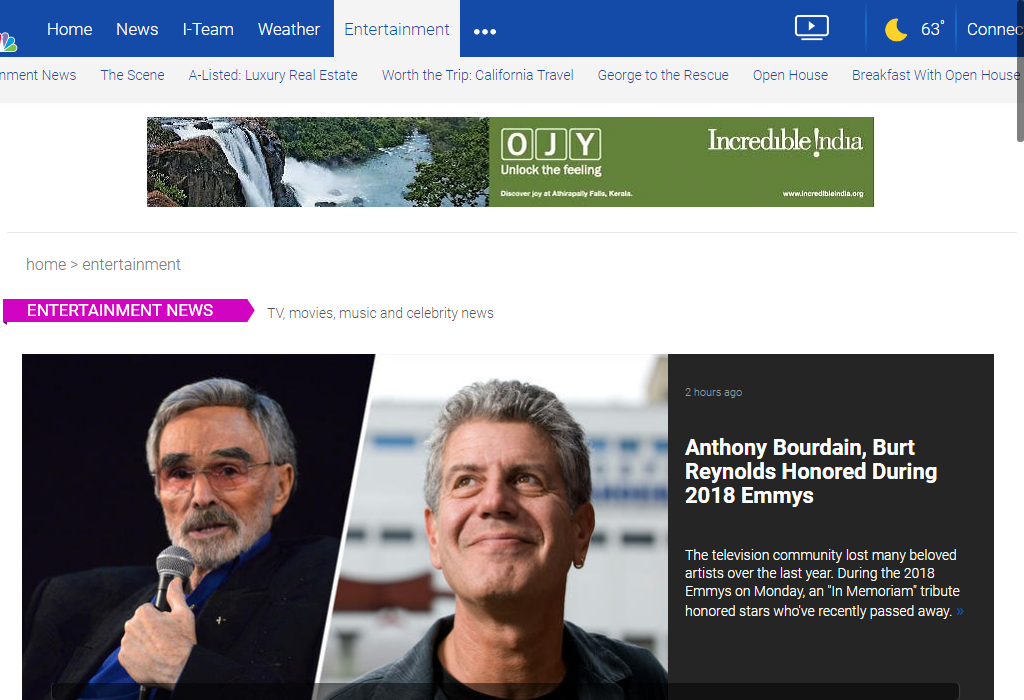 Home News I-Team Weather Entertainment 63° Connec
nment News The Scene A-Listed: Luxury Real Estate Worth the Trip: California Travel George to the Rescue Open House Breakfast With Open House
OJY
Unlock the feeling
Discover joy at Athirapally Falls, Kerala.
Incredible !ndia
www.incredibleindia.org
home > entertainment
ENTERTAINMENT NEWS
TV, movies, music and celebrity news
2 hours ago
Anthony Bourdain, Burt
Reynolds Honored During
2018 Emmys
The television community lost many beloved
artists over the last year. During the 2018
Emmys on Monday, an "In Memoriam" tribute
honored stars who've recently passed away. »